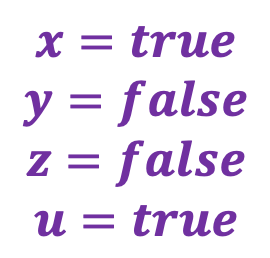 x = true
y = false
z = false
u = true